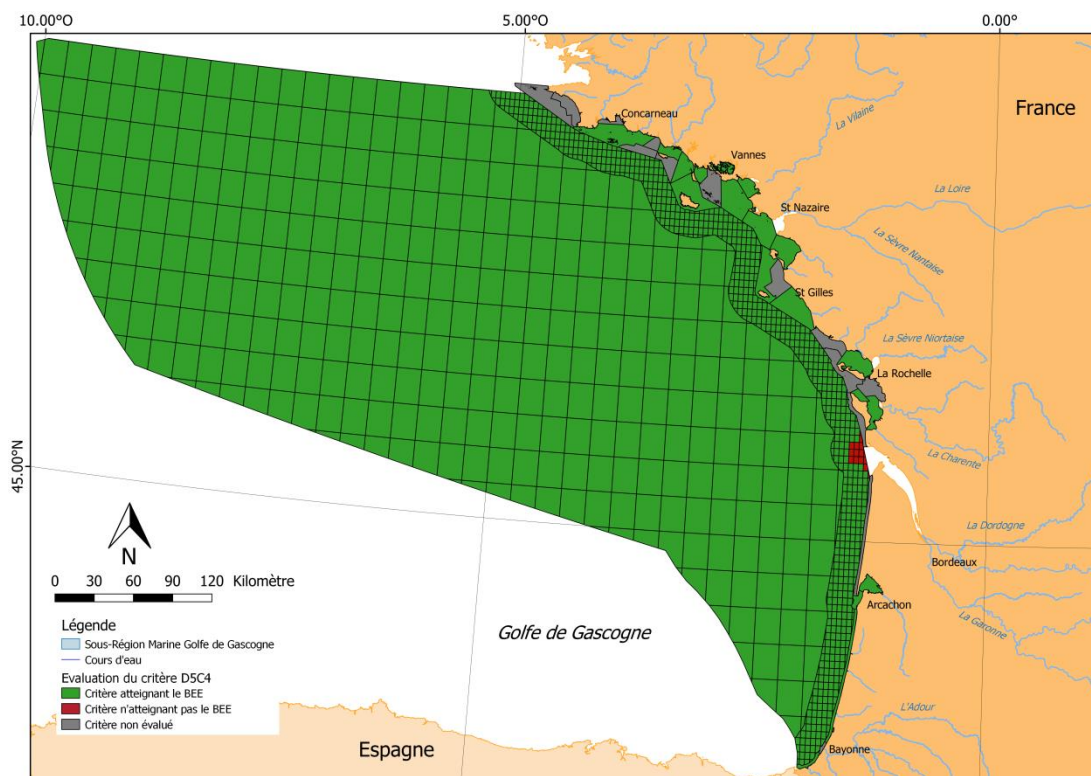 10.00°O
5.00°O
0.00°
France
Concarneau
La Vilaine
Vannes
La Loire
St Nazaire
La Sèvre Nantaise
St Gilles
La Sèvre Niortaise
La Rochelle
45.00°N
La Charente
N
La Dordogne
0 30 60 90 120 Kilomètre
Bordeaux
Arcachon
La Garonne
Légende
Golfe de Gascogne
Sous-Région Marine Golfe de Gascogne
Cours d'eau
Evaluation du critère D5C4
Critère atteignant le BEE
Critère n'atteignant pas le BEE
Critère non évalué
L'Adour
Espagne
Bayonne